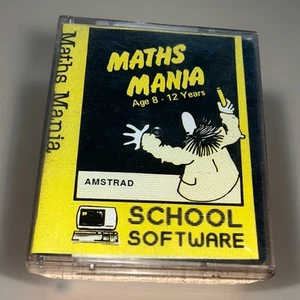 Maths Mania
MATHS
MANIA
Age 8 - 12 Years
AMSTRAD
SCHOOL
SOFTWARE